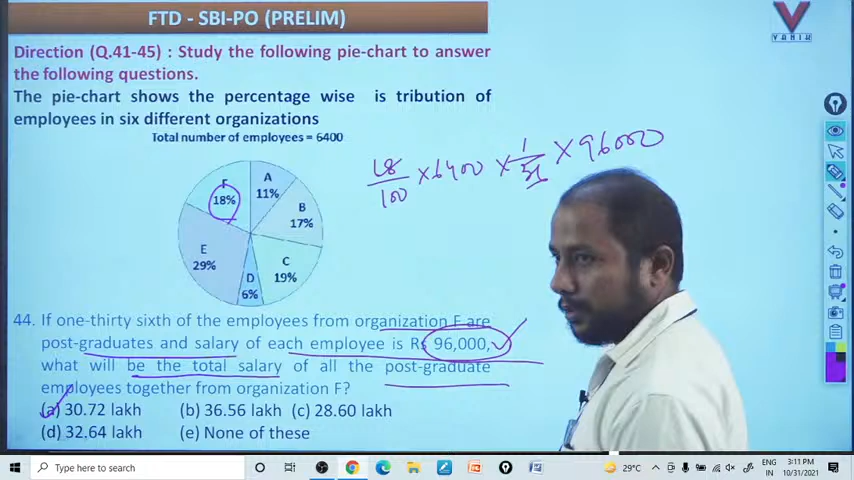 FTD - SBI-PO (PRELIM)
VANIK
Direction (Q.41-45) : Study the following pie-chart to answer
the following questions.
The pie-chart shows the percentage wise is tribution of
employees in six different organizations
Total number of employees = 6400
18/100 × 6400 × 1/36 × 96000
F
18%
A
11%
B
17%
E
29%
C
19%
D
6%
44. If one-thirty sixth of the employees from organization F are
post-graduates and salary of each employee is Rs 96,000,
what will be the total salary of all the post-graduate
employees together from organization F?
(a) 30.72 lakh (b) 36.56 lakh (c) 28.60 lakh
(d) 32.64 lakh (e) None of these
Type here to search
29°C
ENG
IN
3:11 PM
10/31/2021